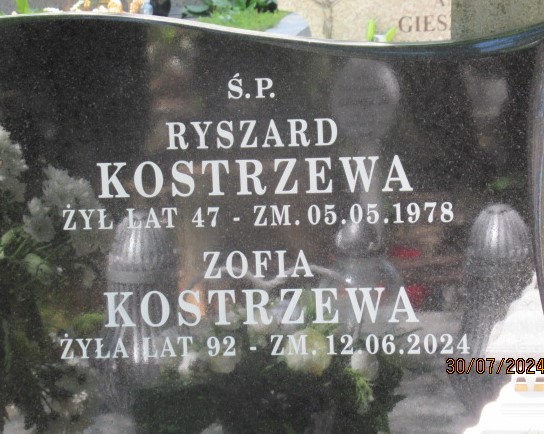 Ś.P.
RYSZARD
KOSTRZEWA
ŻYŁ LAT 47 - ZM. 05.05.1978
ZOFIA
KOSTRZEWA
ŻYŁA LAT 92 - ZM. 12.06.2024
30/07/2024